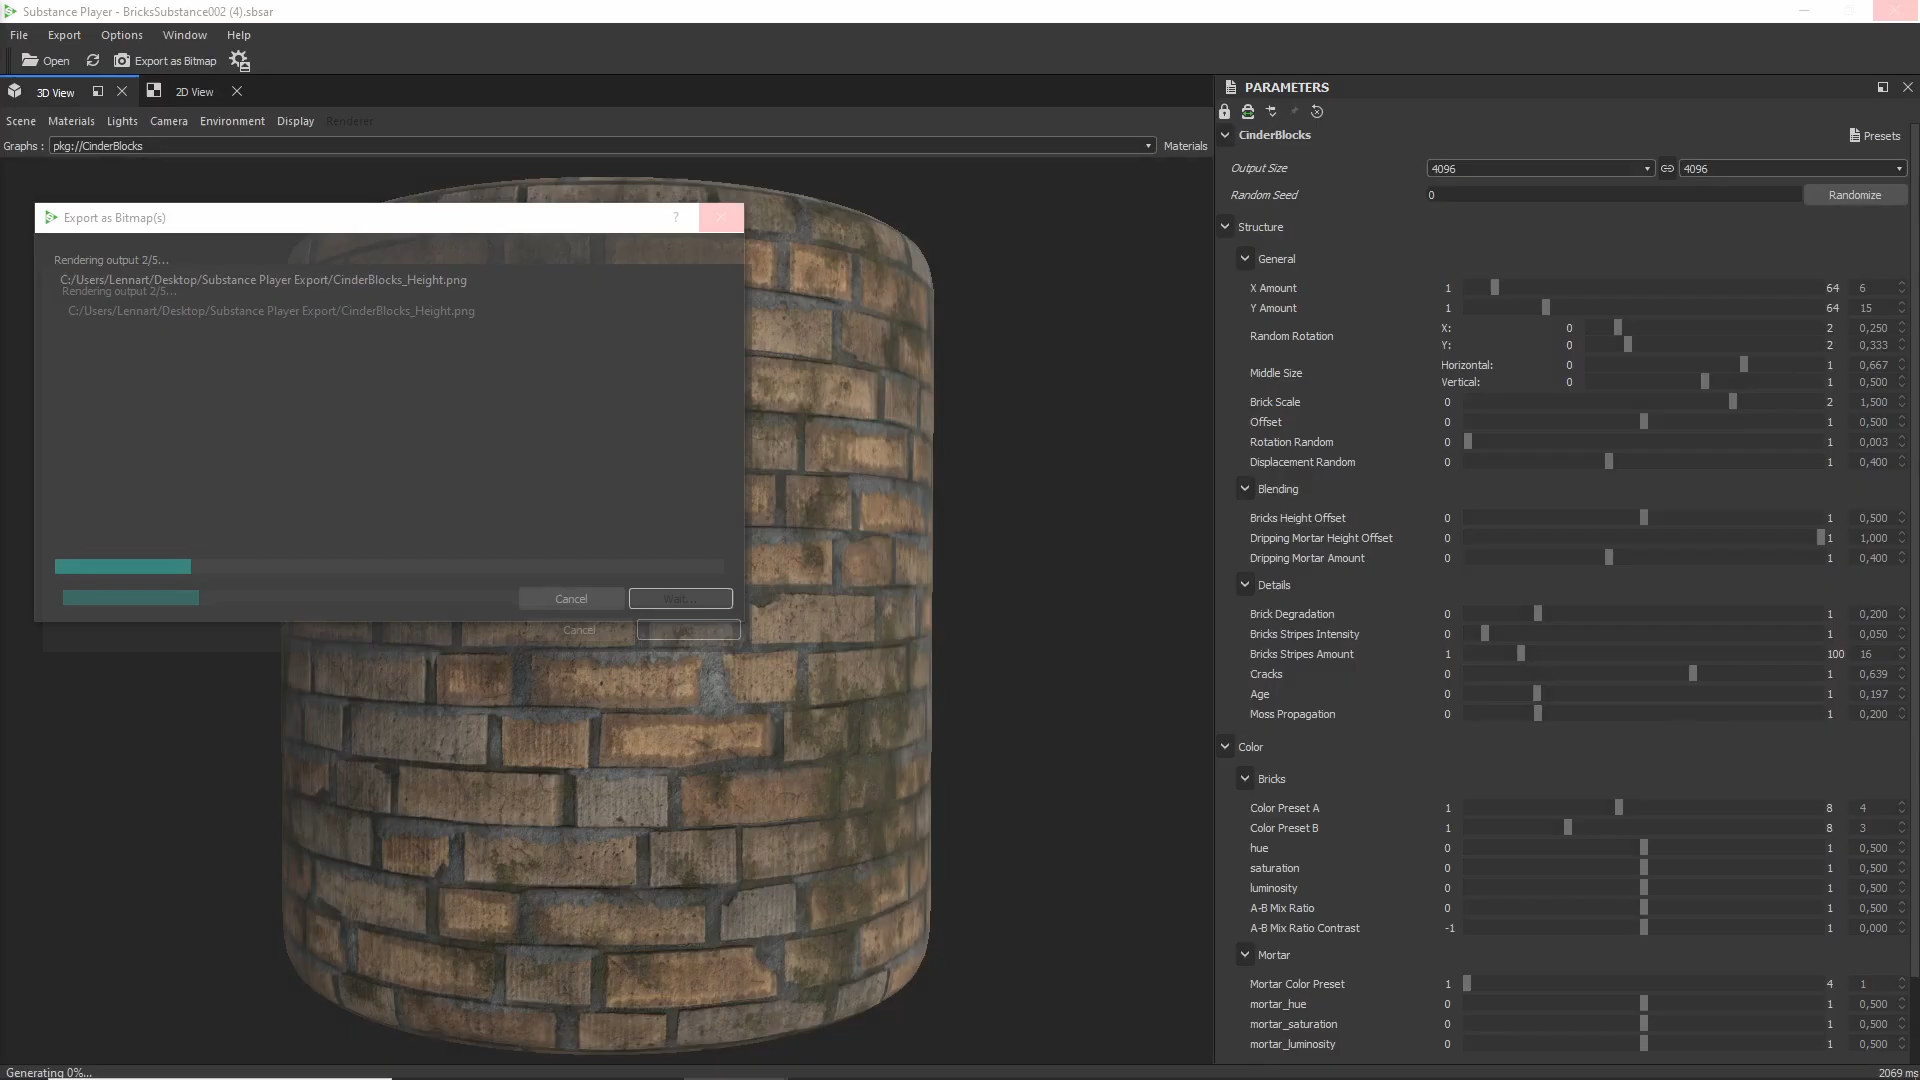 Substance Player - BricksSubstance002 (4).sbsar
File Export Options Window Help
Open Export as Bitmap
3D View 2D View
Scene Materials Lights Camera Environment Display Renderer
Graphs : pkg://CinderBlocks Materials
Export as Bitmap(s) ?
Rendering output 2/5...
C:/Users/Lennart/Desktop/Substance Player Export/CinderBlocks_Height.png
Rendering output 2/5...
C:/Users/Lennart/Desktop/Substance Player Export/CinderBlocks_Height.png
Cancel Wait...
Cancel
PARAMETERS
CinderBlocks Presets
Output Size 4096 4096
Random Seed 0 Randomize
Structure
General
X Amount 1 64 6
Y Amount 1 64 15
Random Rotation
X: 0 2 0,250
Y: 0 2 0,333
Middle Size
Horizontal: 0 1 0,667
Vertical: 0 1 0,500
Brick Scale 0 2 1,500
Offset 0 1 0,500
Rotation Random 0 1 0,003
Displacement Random 0 1 0,400
Blending
Bricks Height Offset 0 1 0,500
Dripping Mortar Height Offset 0 1 1,000
Dripping Mortar Amount 0 1 0,400
Details
Brick Degradation 0 1 0,200
Bricks Stripes Intensity 0 1 0,050
Bricks Stripes Amount 1 100 16
Cracks 0 1 0,639
Age 0 1 0,197
Moss Propagation 0 1 0,200
Color
Bricks
Color Preset A 1 8 4
Color Preset B 1 8 3
hue 0 1 0,500
saturation 0 1 0,500
luminosity 0 1 0,500
A-B Mix Ratio 0 1 0,500
A-B Mix Ratio Contrast -1 1 0,000
Mortar
Mortar Color Preset 1 4 1
mortar_hue 0 1 0,500
mortar_saturation 0 1 0,500
mortar_luminosity 0 1 0,500
Generating 0%... 2069 ms